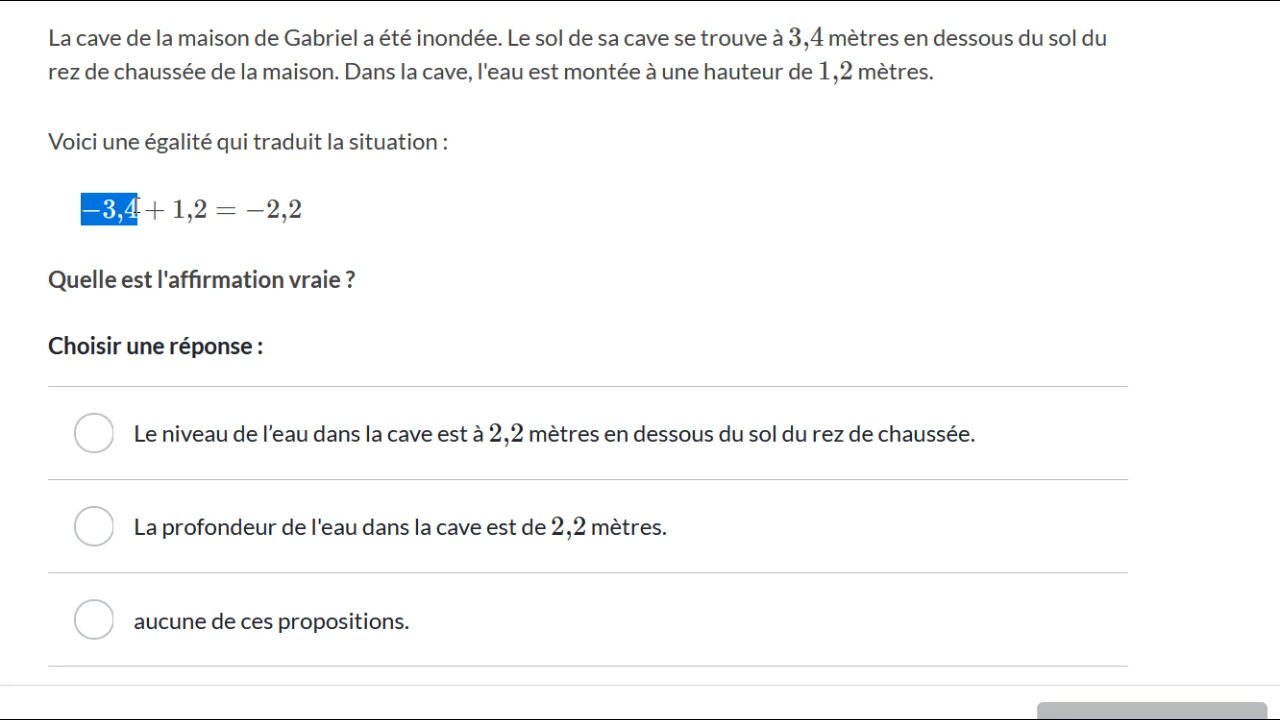 La cave de la maison de Gabriel a été inondée. Le sol de sa cave se trouve à 3,4 mètres en dessous du sol du
rez de chaussée de la maison. Dans la cave, l'eau est montée à une hauteur de 1,2 mètres.
Voici une égalité qui traduit la situation :
−3,4 + 1,2 = −2,2
Quelle est l'affirmation vraie ?
Choisir une réponse :
Le niveau de l’eau dans la cave est à 2,2 mètres en dessous du sol du rez de chaussée.
La profondeur de l'eau dans la cave est de 2,2 mètres.
aucune de ces propositions.